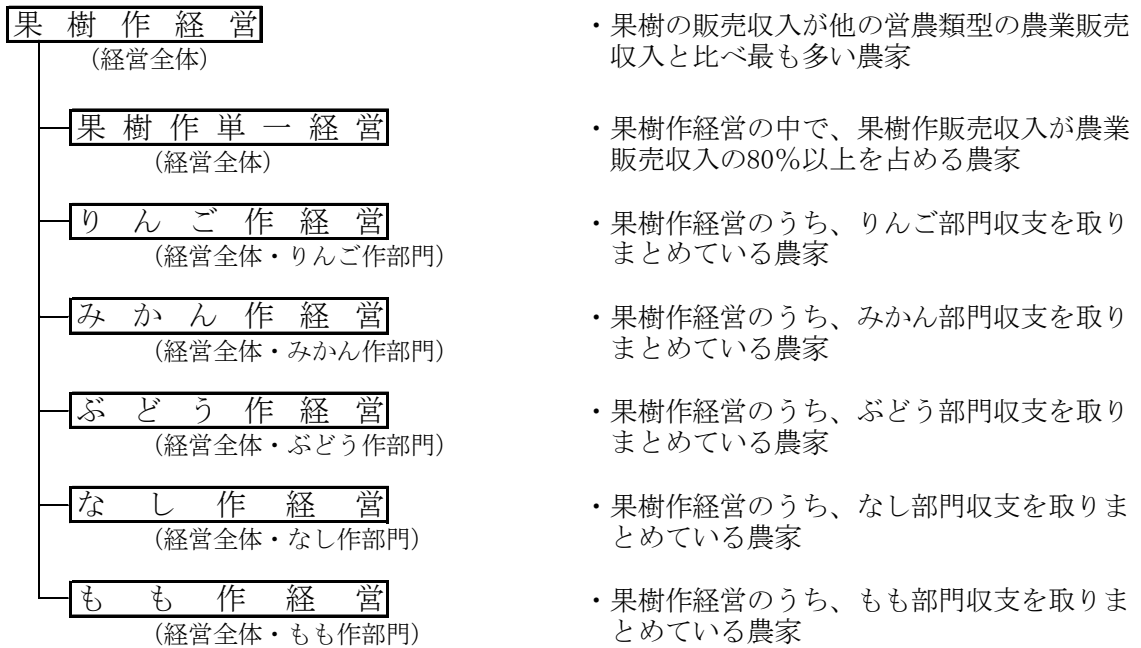 果樹作経営
(経営全体)
・果樹の販売収入が他の営農類型の農業販売
収入と比べ最も多い農家
果樹作単一経営
(経営全体)
・果樹作経営の中で、果樹作販売収入が農業
販売収入の80%以上を占める農家
りんご作経営
(経営全体・りんご作部門)
・果樹作経営のうち、りんご部門収支を取り
まとめている農家
みかん作経営
(経営全体・みかん作部門)
・果樹作経営のうち、みかん部門収支を取り
まとめている農家
ぶどう作経営
(経営全体・ぶどう作部門)
・果樹作経営のうち、ぶどう部門収支を取り
まとめている農家
なし作経営
(経営全体・なし作部門)
・果樹作経営のうち、なし部門収支を取りま
とめている農家
もも作経営
(経営全体・もも作部門)
・果樹作経営のうち、もも部門収支を取りま
とめている農家